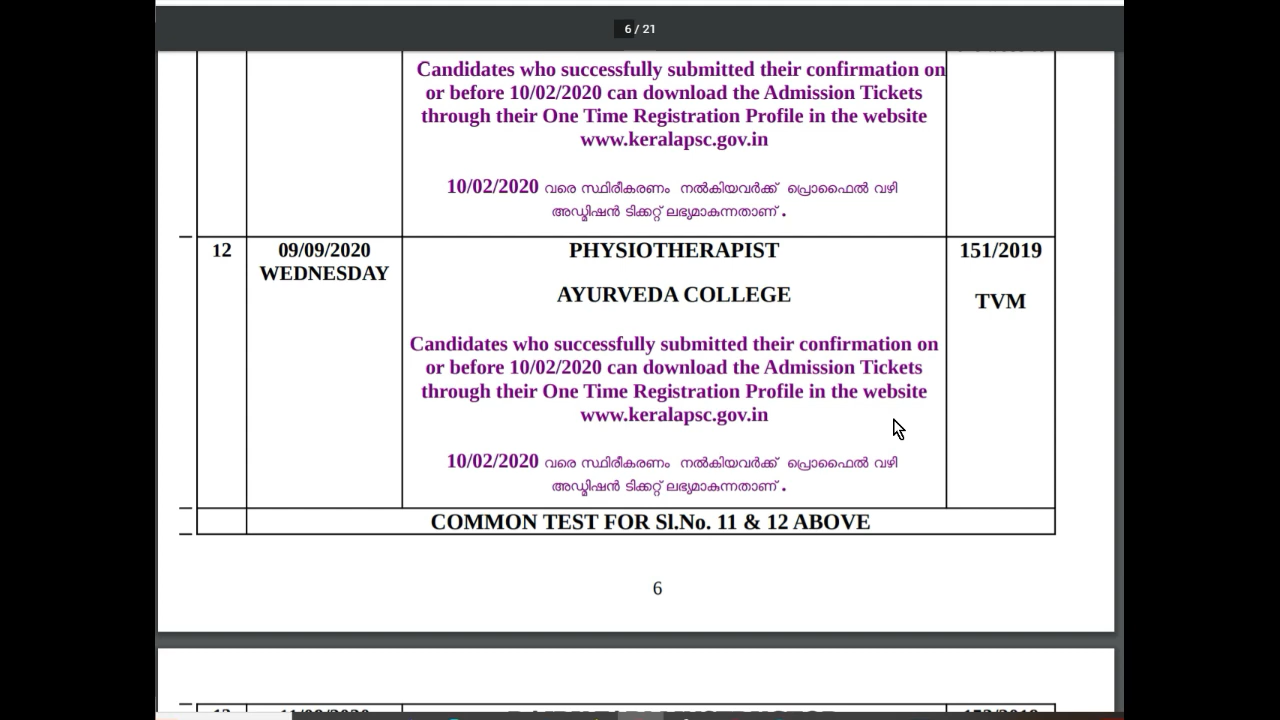 6 / 21
Candidates who successfully submitted their confirmation on
or before 10/02/2020 can download the Admission Tickets
through their One Time Registration Profile in the website
www.keralapsc.gov.in
10/02/2020 വരെ സ്ഥിരീകരണം നൽകിയവർക്ക് പ്രൊഫൈൽ വഴി
അഡ്മിഷൻ ടിക്കറ്റ് ലഭ്യമാകുന്നതാണ് .
12
09/09/2020
WEDNESDAY
PHYSIOTHERAPIST
AYURVEDA COLLEGE
Candidates who successfully submitted their confirmation on
or before 10/02/2020 can download the Admission Tickets
through their One Time Registration Profile in the website
www.keralapsc.gov.in
10/02/2020 വരെ സ്ഥിരീകരണം നൽകിയവർക്ക് പ്രൊഫൈൽ വഴി
അഡ്മിഷൻ ടിക്കറ്റ് ലഭ്യമാകുന്നതാണ് .
151/2019
TVM
COMMON TEST FOR Sl.No. 11 & 12 ABOVE
6